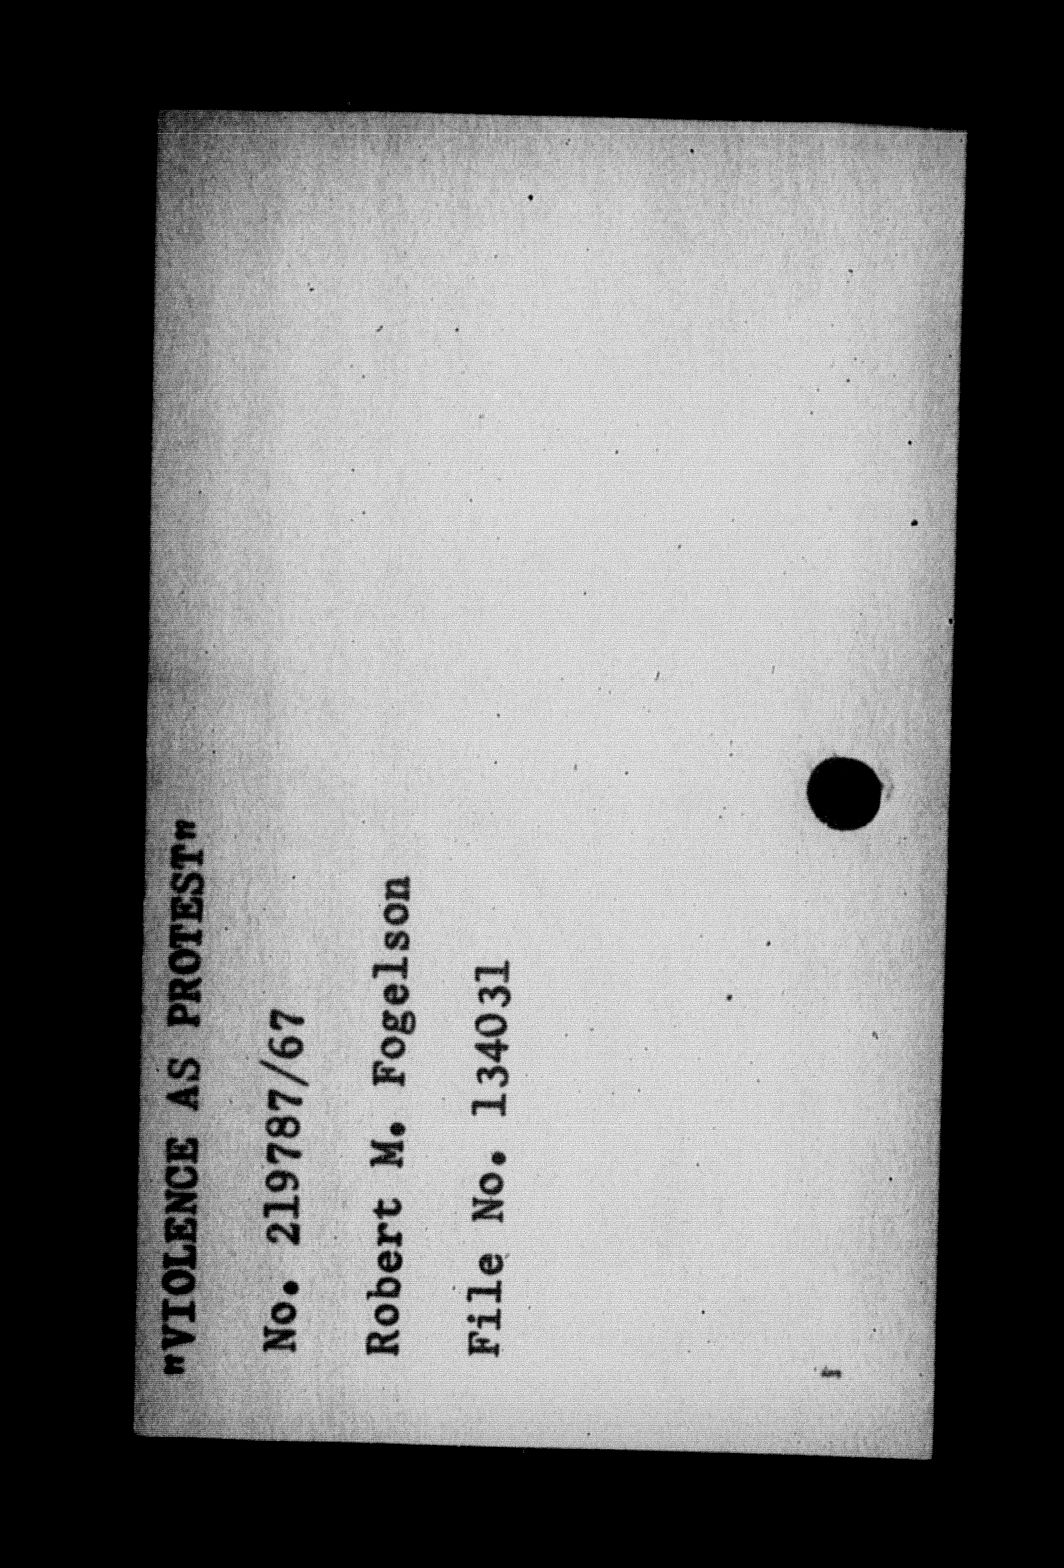 "VIOLENCE AS PROTEST"
No. 219787/67
Robert M. Fogelson
File No. 134031